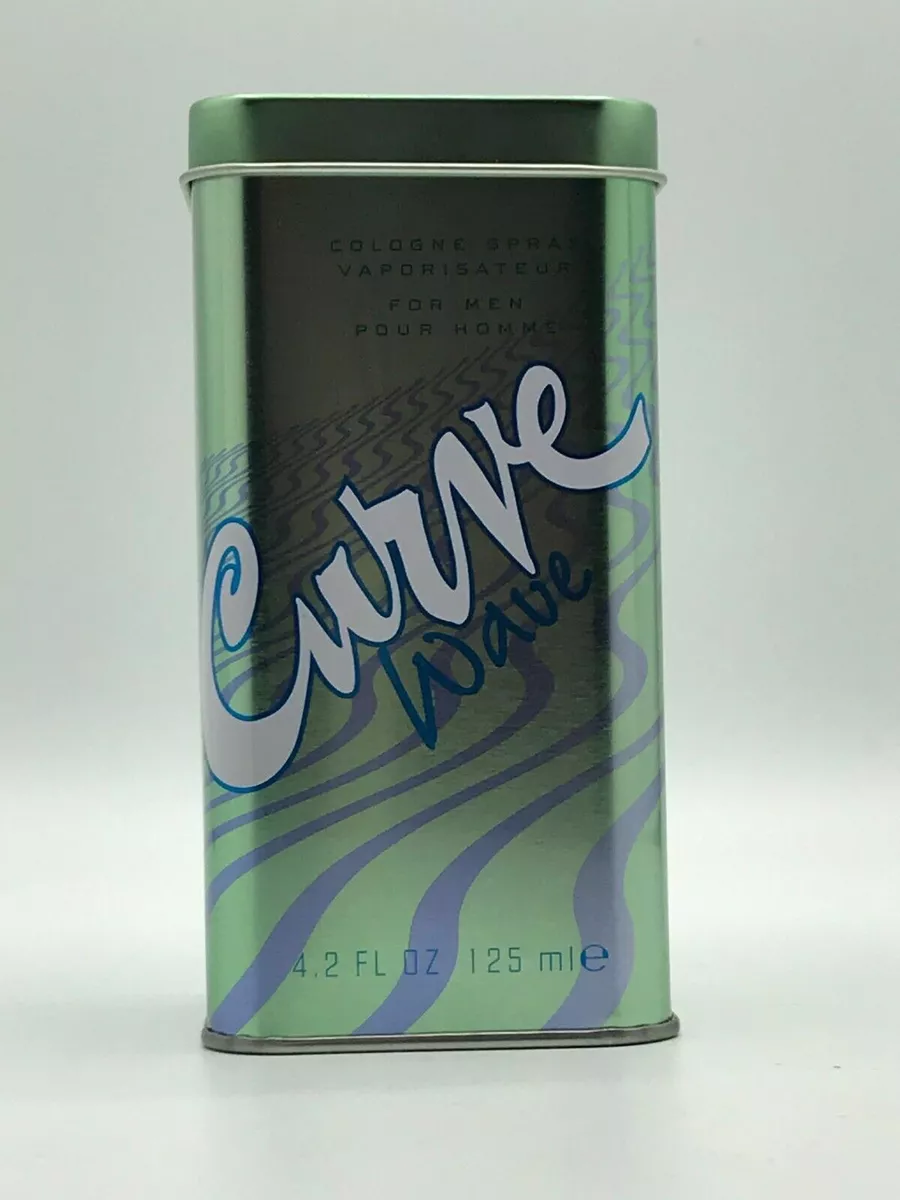 COLOGNE SPRAY
VAPORISATEUR
FOR MEN
POUR HOMME
Curve
wave
4.2 FL OZ 125 ml℮